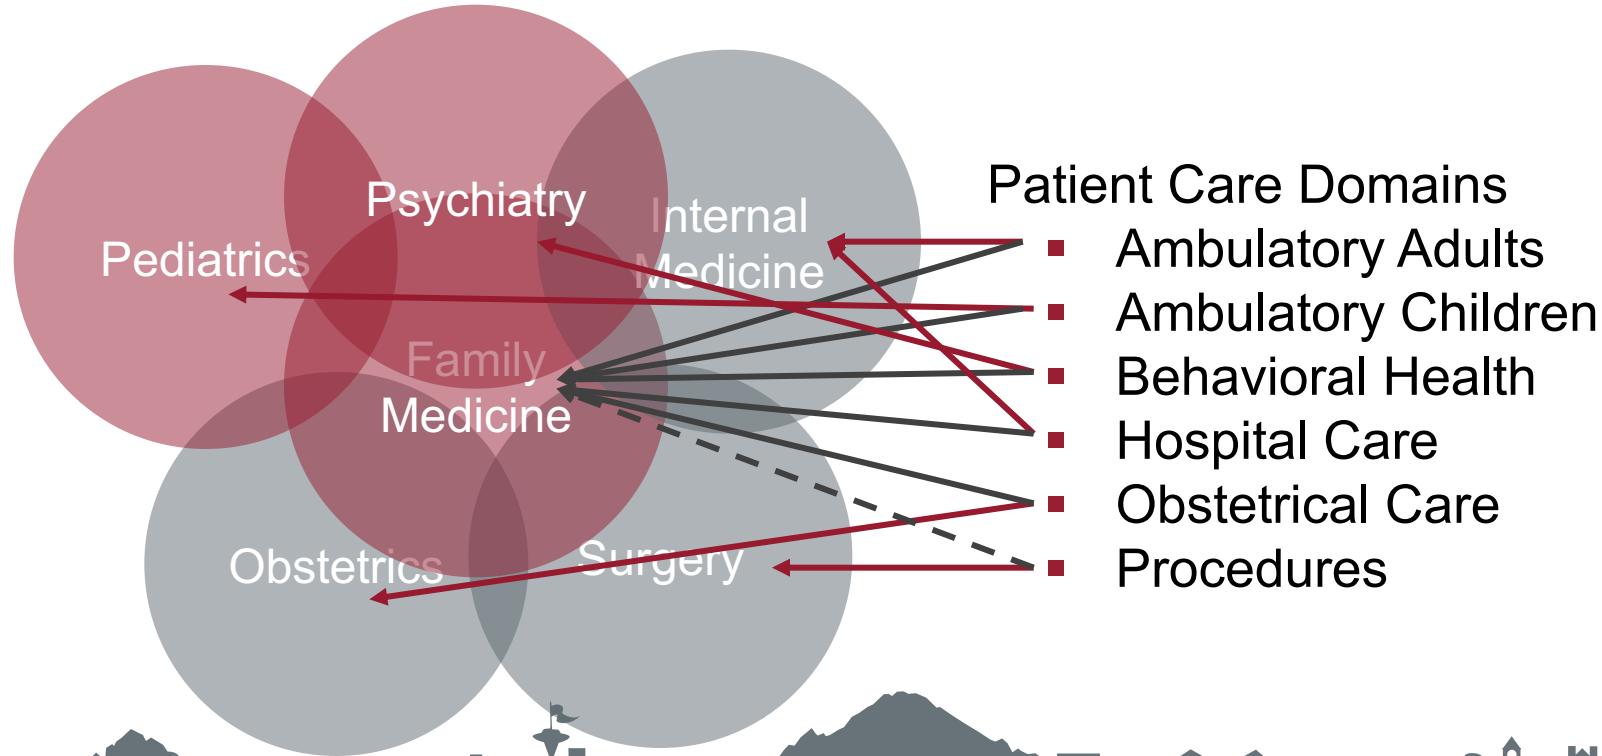 Psychiatry
Internal
Medicine
Pediatrics
Family
Medicine
Obstetrics
Surgery
Patient Care Domains
Ambulatory Adults
Ambulatory Children
Behavioral Health
Hospital Care
Obstetrical Care
Procedures